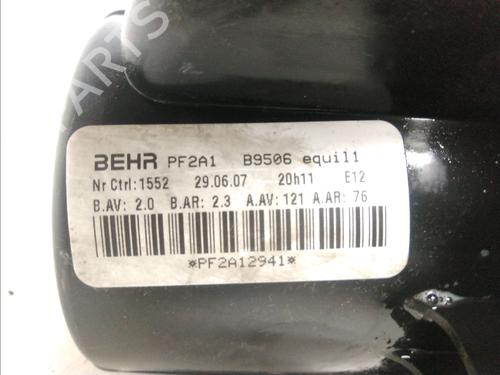 BEHR PF2A1 B9506 equil1
Nr Ctrl:1552 29.06.07 20h11 E12
B.AV: 2.0 B.AR: 2.3 A.AV: 121 A.AR: 76
*PF2A12941*
PARTS